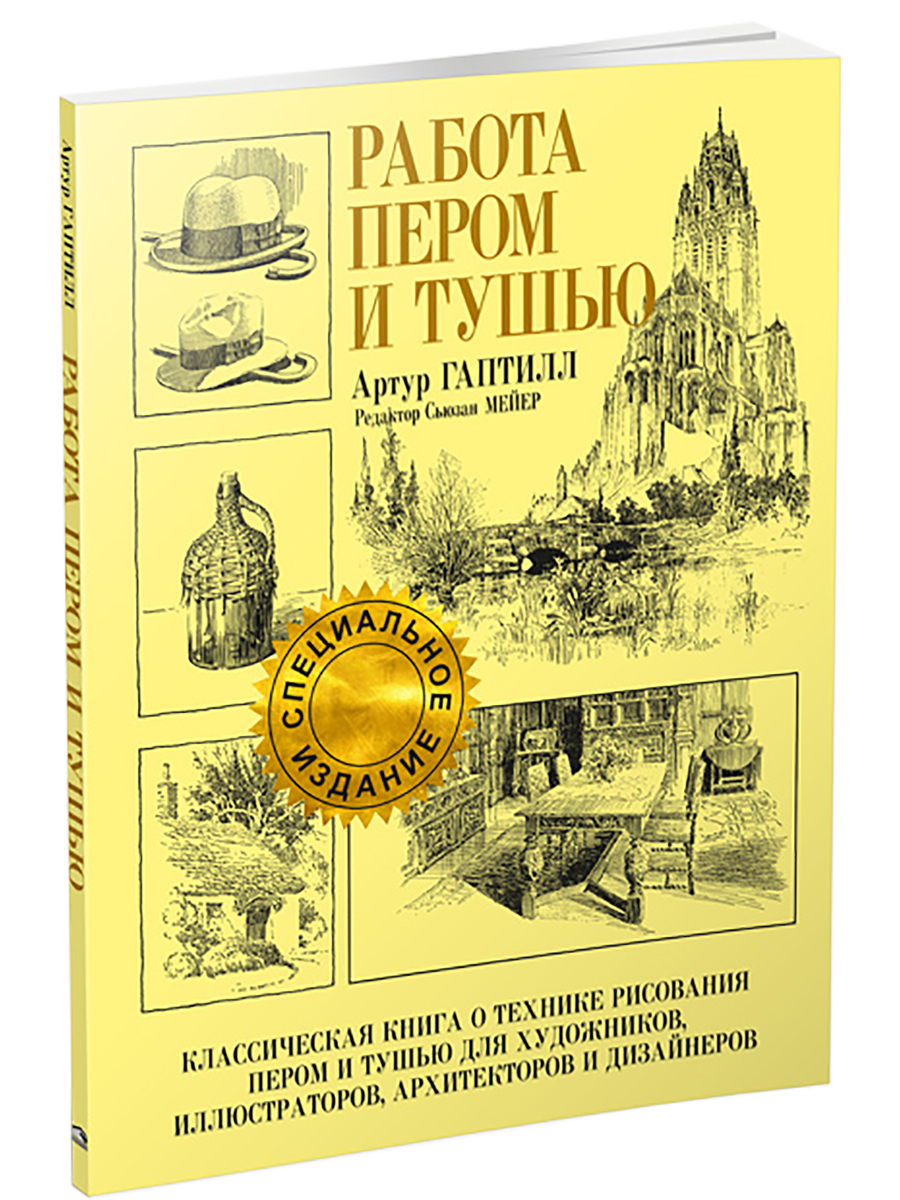 РАБОТА
ПЕРОМ
И ТУШЬЮ
Артур ГАПТИЛЛ
Редактор Сьюзан МЕЙЕР
СПЕЦИАЛЬНОЕ
ИЗДАНИЕ
КЛАССИЧЕСКАЯ КНИГА О ТЕХНИКЕ РИСОВАНИЯ
ПЕРОМ И ТУШЬЮ ДЛЯ ХУДОЖНИКОВ,
ИЛЛЮСТРАТОРОВ, АРХИТЕКТОРОВ И ДИЗАЙНЕРОВ
Артур ГАПТИЛЛ РАБОТА ПЕРОМ И ТУШЬЮ